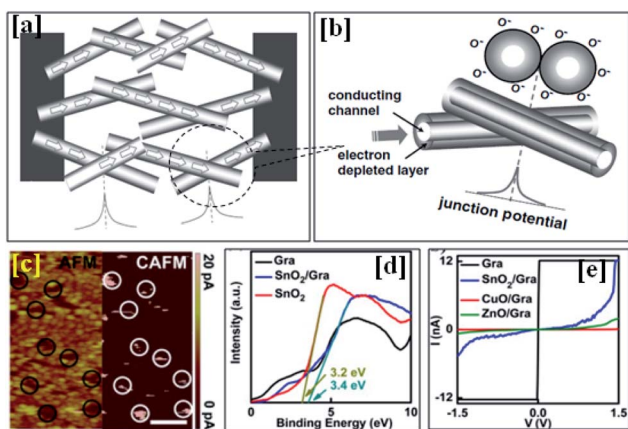 [a]
[b]
O⁻ O⁻
O⁻ O⁻
O⁻ O⁻
O⁻ O⁻ O⁻
conducting
channel
electron
depleted layer
junction potential
[c]
AFM
CAFM
20 pA
0 pA
[d]
Gra
SnO₂/Gra
SnO₂
3.2 eV
3.4 eV
Intensity (a.u.)
0 5 10
Binding Energy (eV)
[e]
Gra
SnO₂/Gra
CuO/Gra
ZnO/Gra
I (nA)
12
0
-12
-1.5 0.0 1.5
V (V)